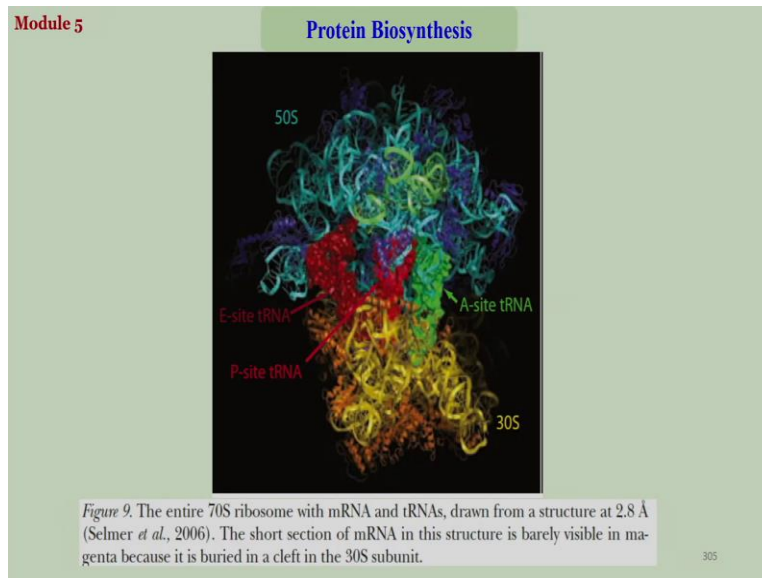 Module 5
Protein Biosynthesis
50S
E-site tRNA
A-site tRNA
P-site tRNA
30S
Figure 9. The entire 70S ribosome with mRNA and tRNAs, drawn from a structure at 2.8 Å
(Selmer et al., 2006). The short section of mRNA in this structure is barely visible in ma-
genta because it is buried in a cleft in the 30S subunit.
305